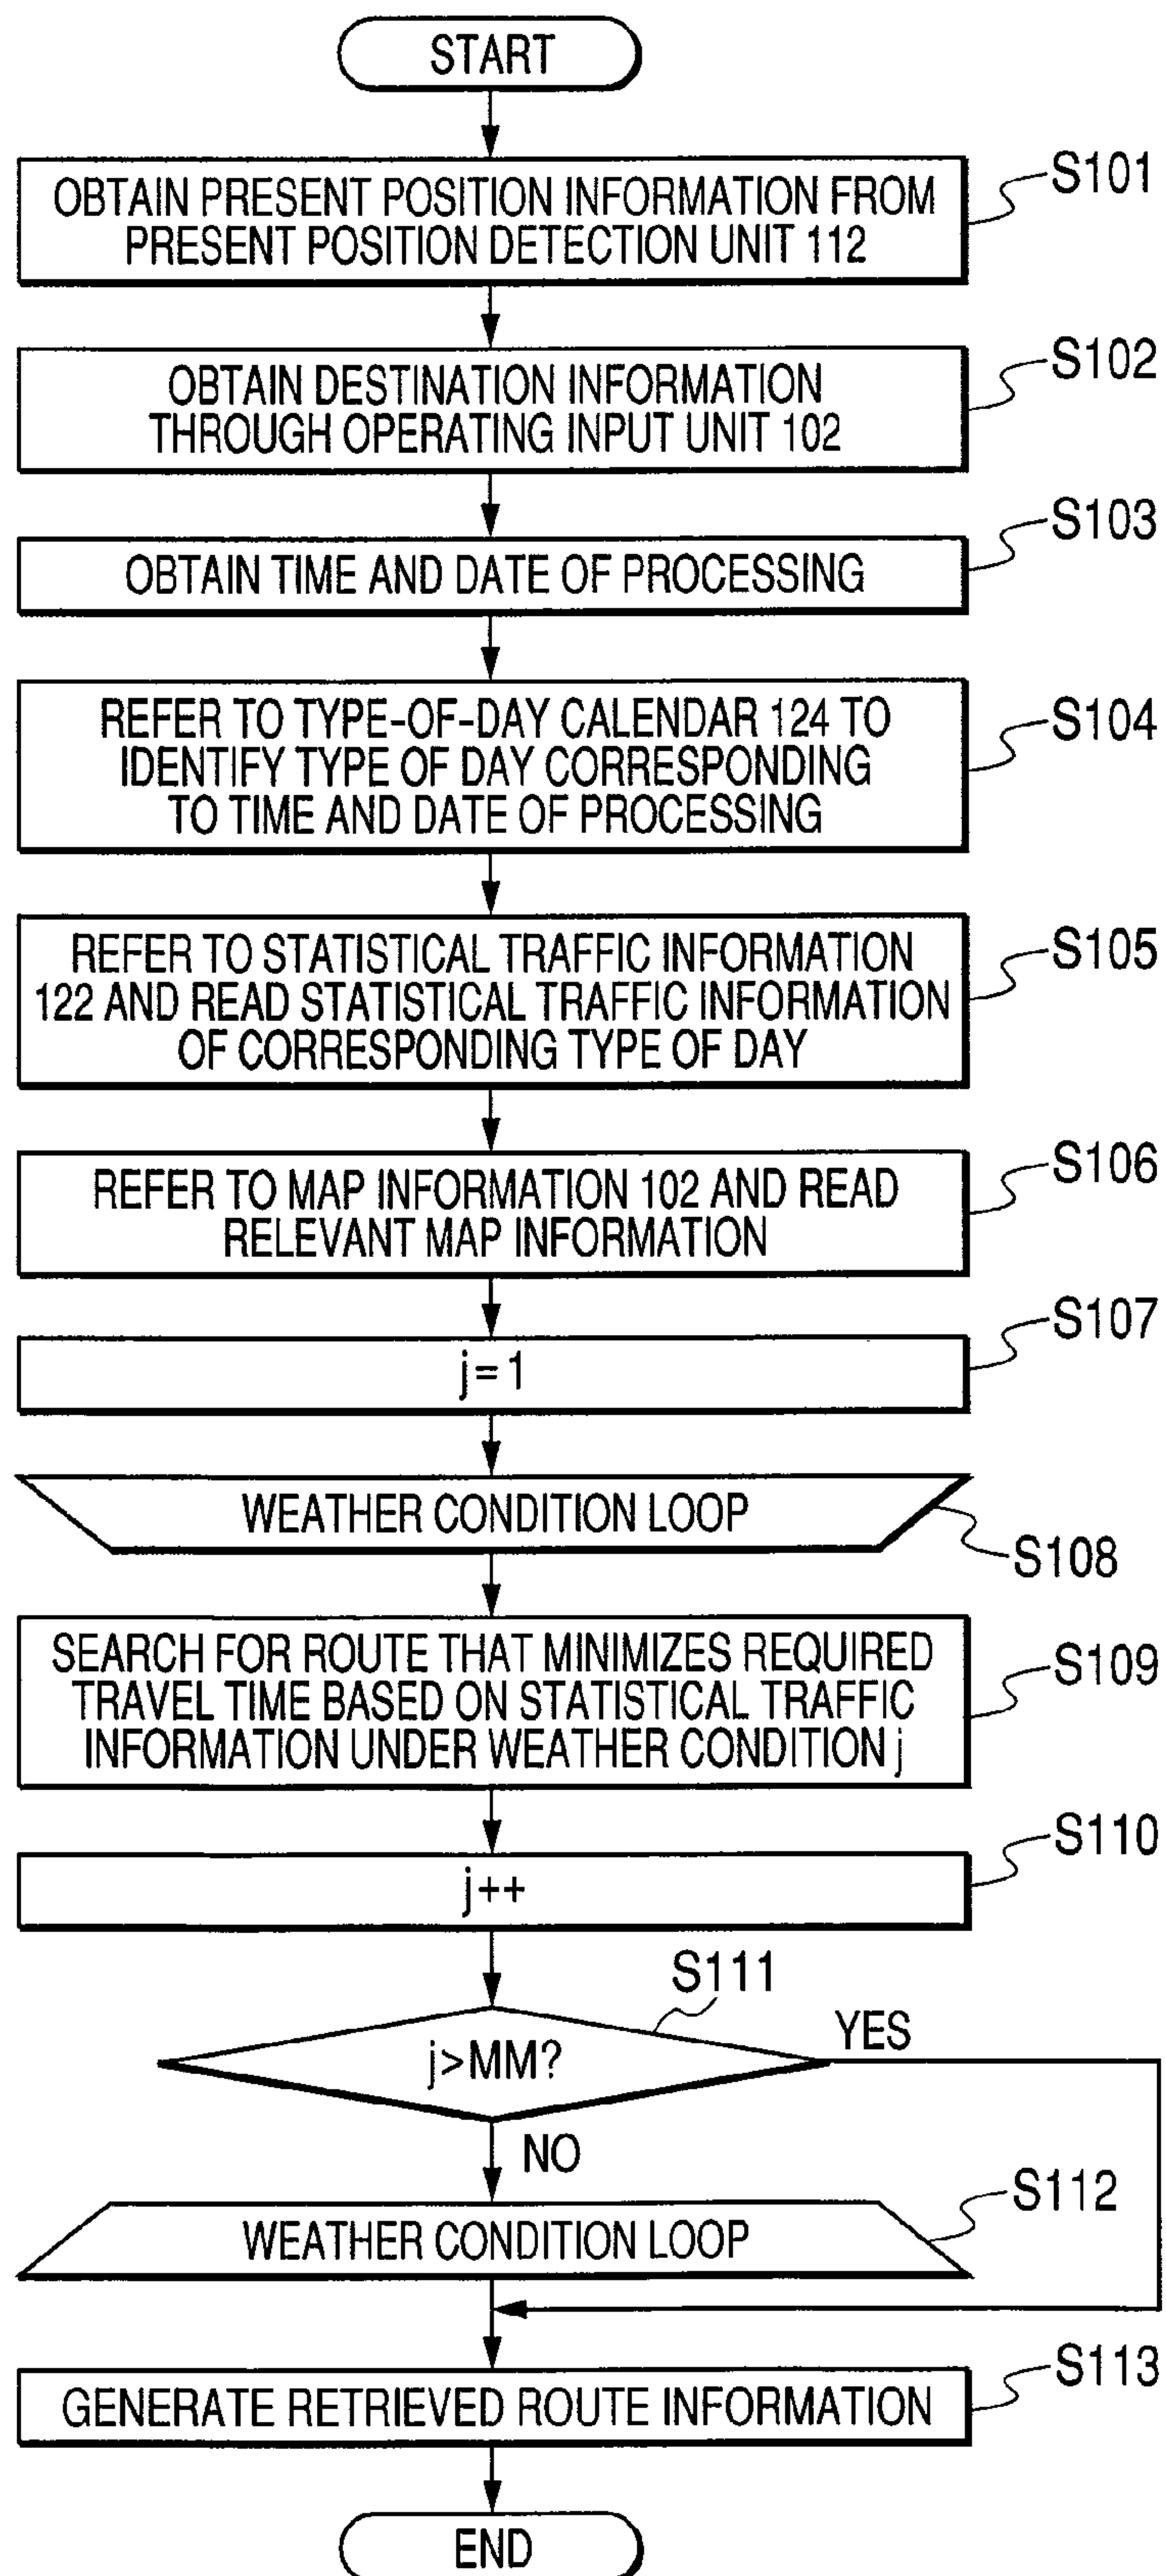 START
OBTAIN PRESENT POSITION INFORMATION FROM
PRESENT POSITION DETECTION UNIT 112
S101
OBTAIN DESTINATION INFORMATION
THROUGH OPERATING INPUT UNIT 102
S102
OBTAIN TIME AND DATE OF PROCESSING
S103
REFER TO TYPE-OF-DAY CALENDAR 124 TO
IDENTIFY TYPE OF DAY CORRESPONDING
TO TIME AND DATE OF PROCESSING
S104
REFER TO STATISTICAL TRAFFIC INFORMATION
122 AND READ STATISTICAL TRAFFIC INFORMATION
OF CORRESPONDING TYPE OF DAY
S105
REFER TO MAP INFORMATION 102 AND READ
RELEVANT MAP INFORMATION
S106
j=1
S107
WEATHER CONDITION LOOP
S108
SEARCH FOR ROUTE THAT MINIMIZES REQUIRED
TRAVEL TIME BASED ON STATISTICAL TRAFFIC
INFORMATION UNDER WEATHER CONDITION j
S109
j++
S110
S111
j>MM?
YES
NO
WEATHER CONDITION LOOP
S112
GENERATE RETRIEVED ROUTE INFORMATION
S113
END